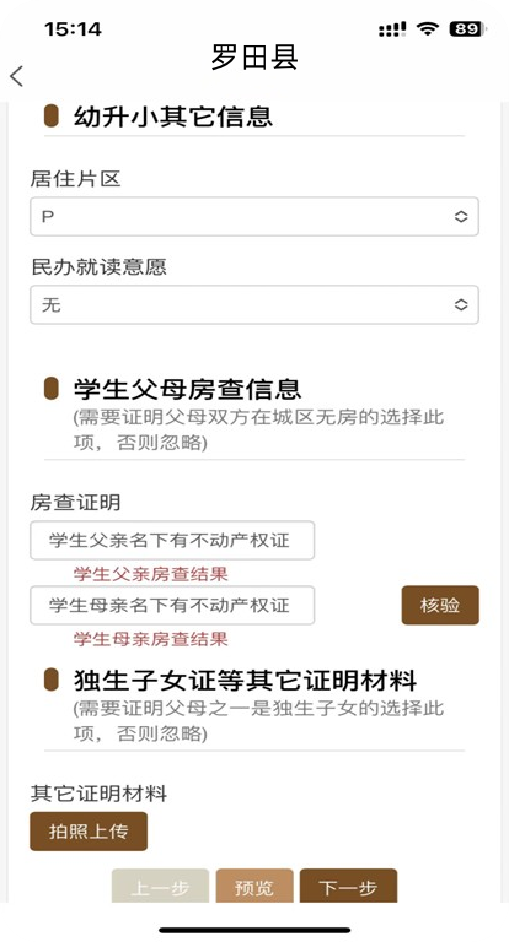 15:14
89
罗田县
幼升小其它信息
居住片区
P
民办就读意愿
无
学生父母房查信息
(需要证明父母双方在城区无房的选择此
项，否则忽略)
房查证明
学生父亲名下有不动产权证
学生父亲房查结果
学生母亲名下有不动产权证
核验
学生母亲房查结果
独生子女证等其它证明材料
(需要证明父母之一是独生子女的选择此
项，否则忽略)
其它证明材料
拍照上传
上一步 预览 下一步